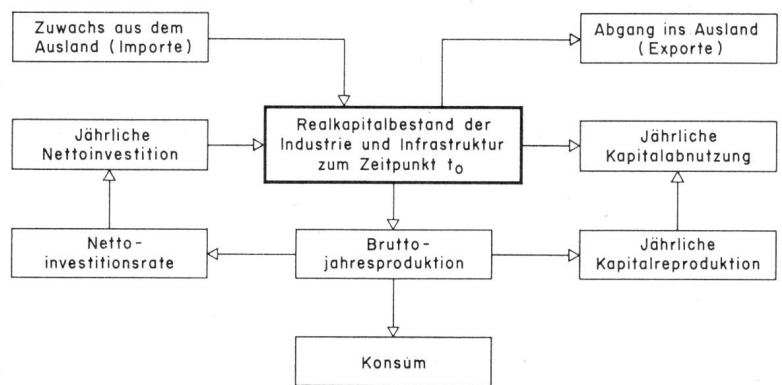 Zuwachs aus dem
Ausland (Importe)
Abgang ins Ausland
(Exporte)
Jährliche
Nettoinvestition
Realkapitalbestand der
Industrie und Infrastruktur
zum Zeitpunkt t₀
Jährliche
Kapitalabnutzung
Netto-
investitionsrate
Brutto-
jahresproduktion
Jährliche
Kapitalreproduktion
Konsum